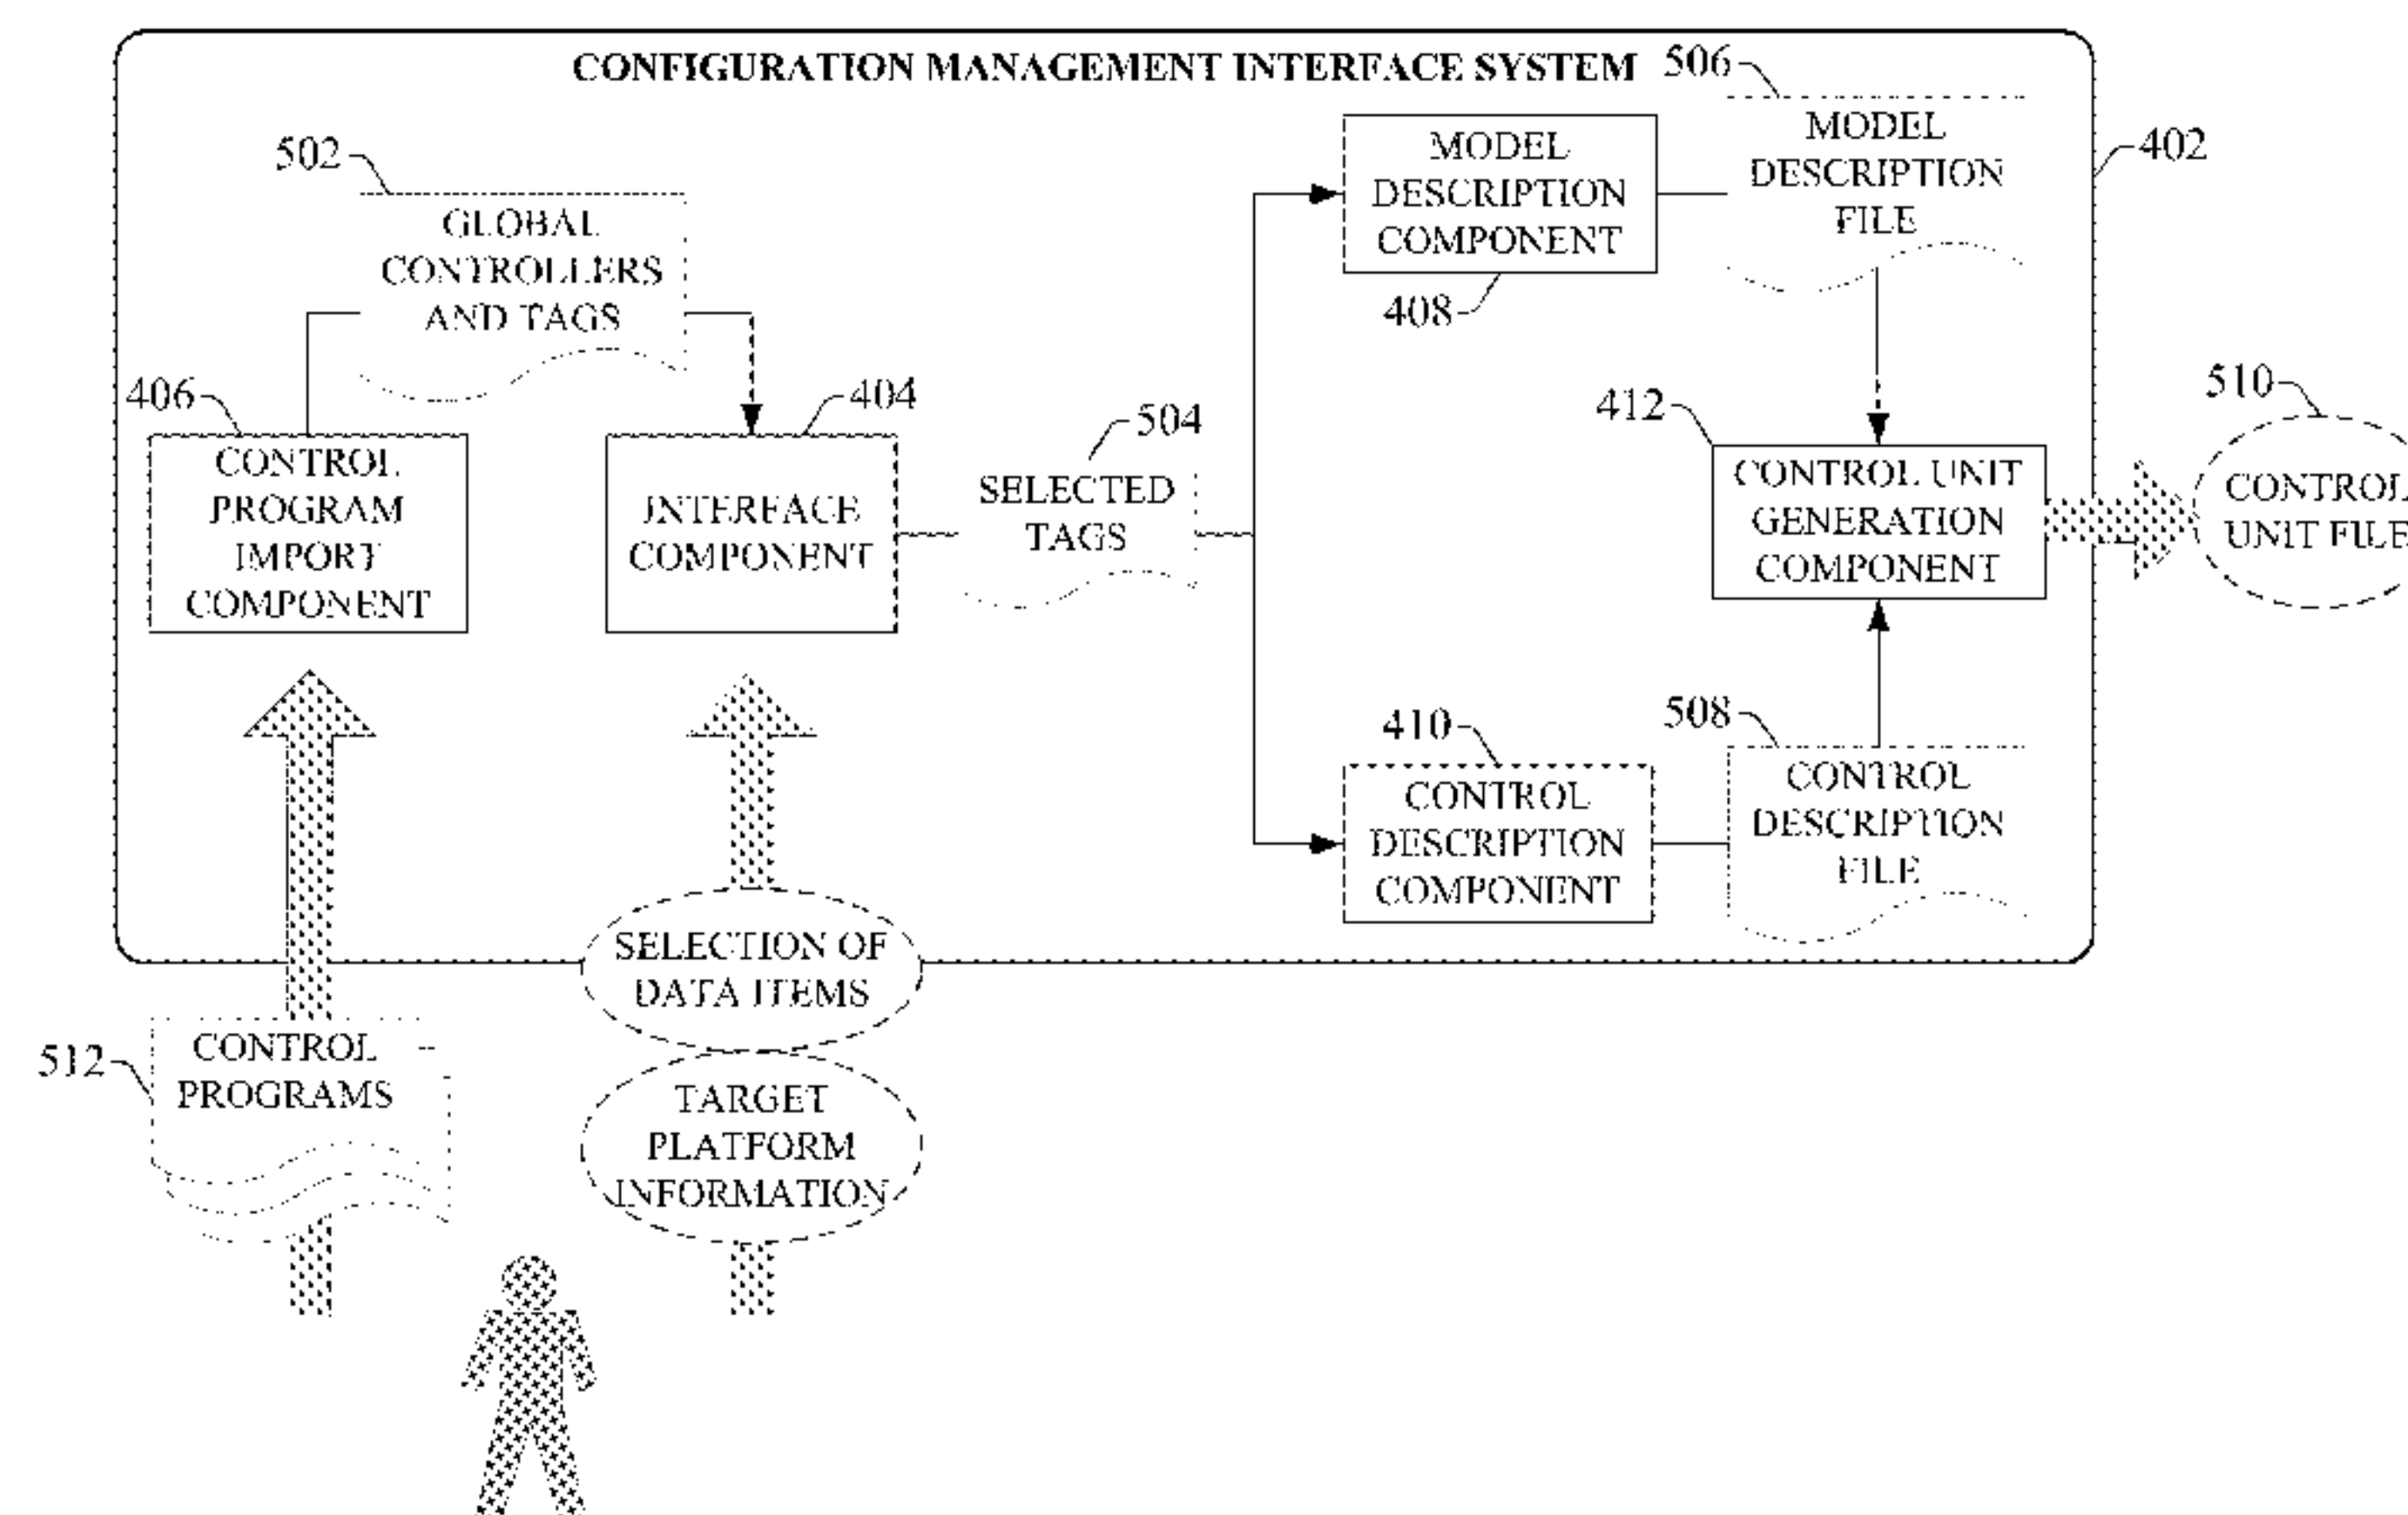 CONFIGURATION MANAGEMENT INTERFACE SYSTEM
506
MODEL
DESCRIPTION
FILE
402
502
GLOBAL
CONTROLLERS
AND TAGS
MODEL
DESCRIPTION
COMPONENT
408
406
CONTROL
PROGRAM
IMPORT
COMPONENT
404
INTERFACE
COMPONENT
504
SELECTED
TAGS
412
CONTROL UNIT
GENERATION
COMPONENT
510
CONTROL
UNIT FILE
410
CONTROL
DESCRIPTION
COMPONENT
508
CONTROL
DESCRIPTION
FILE
SELECTION OF
DATA ITEMS
512
CONTROL
PROGRAMS
TARGET
PLATFORM
INFORMATION